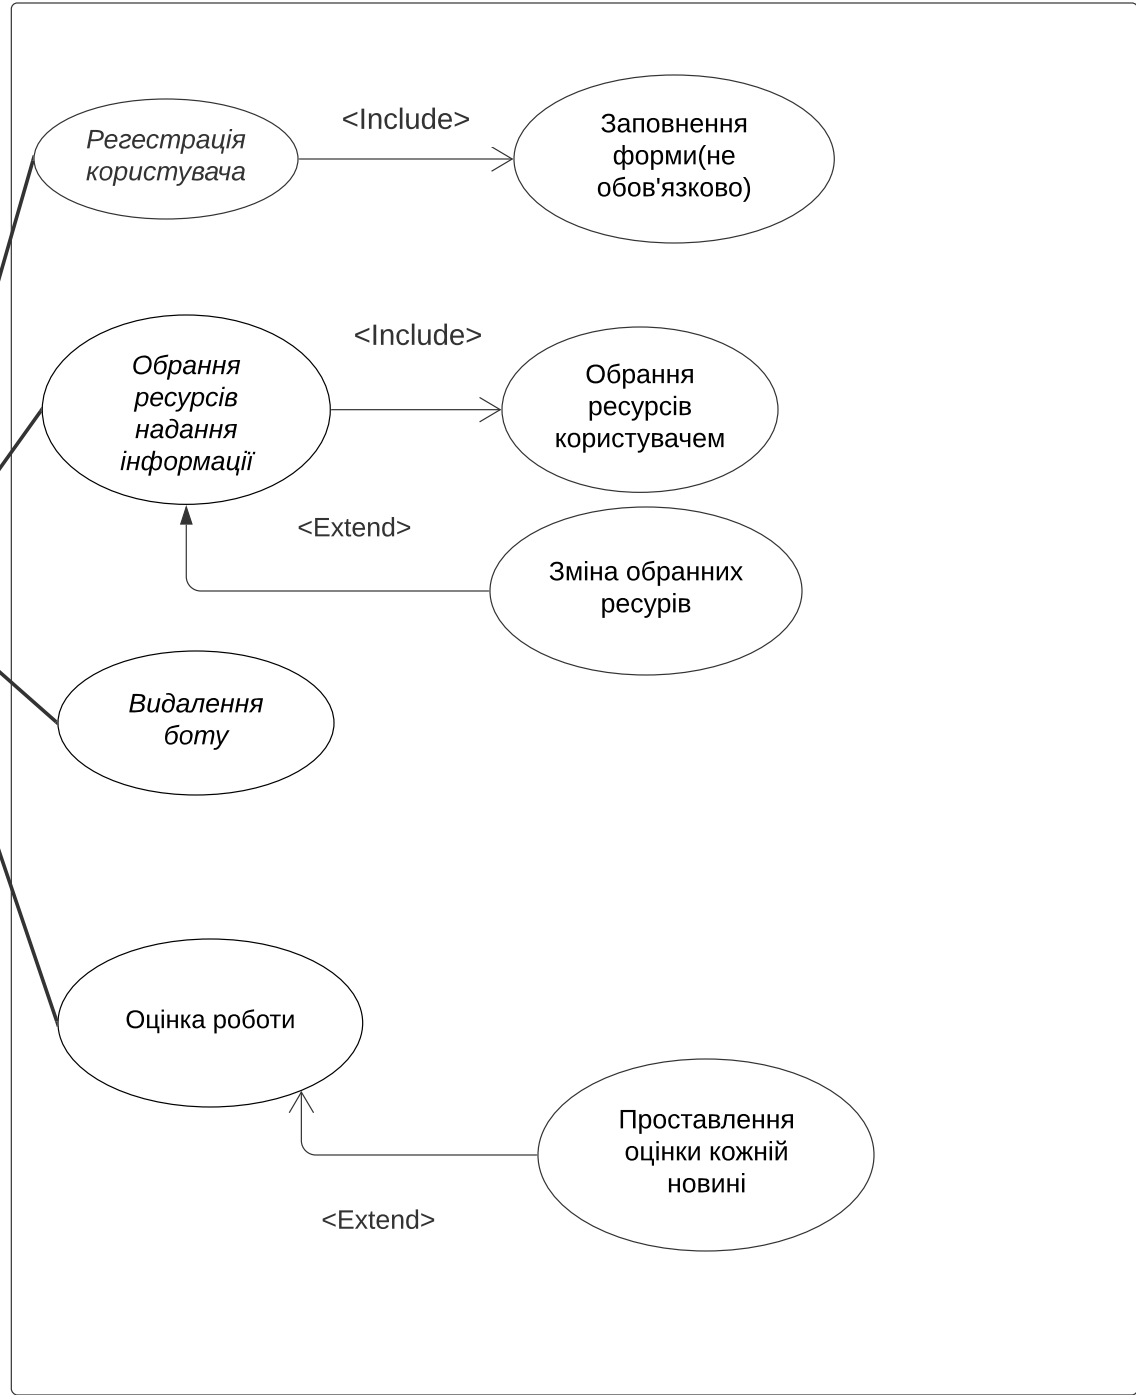 Регестрація
користувача
<Include>
Заповнення
форми(не
обов'язково)
Обрання
ресурсів
надання
інформації
<Include>
Обрання
ресурсів
користувачем
<Extend>
Зміна обранних
ресурів
Видалення
боту
Оцінка роботи
Проставлення
оцінки кожній
новині
<Extend>